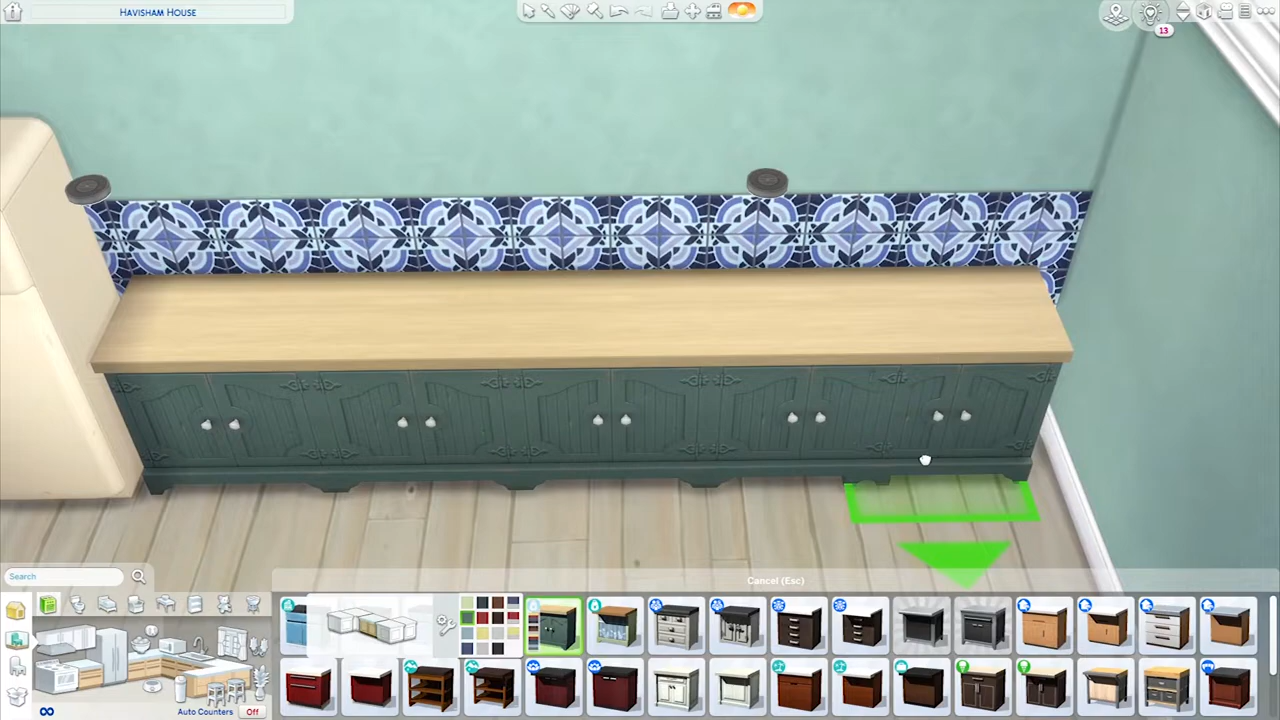 HAVISHAM HOUSE
13
Cancel (Esc)
Search
Auto Counters Off